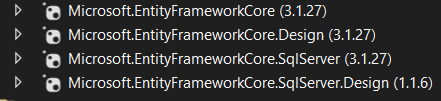 Microsoft.EntityFrameworkCore (3.1.27)
Microsoft.EntityFrameworkCore.Design (3.1.27)
Microsoft.EntityFrameworkCore.SqlServer (3.1.27)
Microsoft.EntityFrameworkCore.SqlServer.Design (1.1.6)